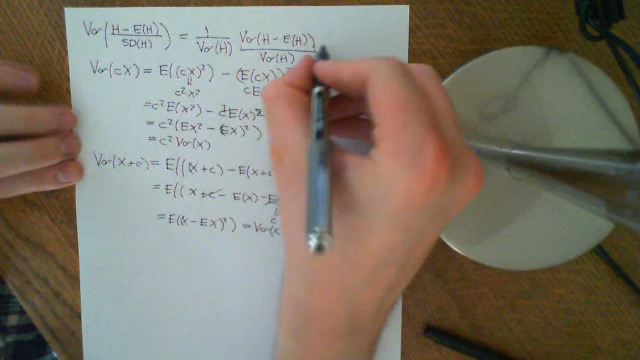 Var((H - E(H))/SD(H)) = 1/Var(H) Var(H - E(H))/Var(H)
Var(cX) = E((cX)²) - (E(cX))²
c²X² cE
= c²E(X²) - c²E(X)²
= c²(EX² - E(X)²)
= c²Var(X)
Var(X+c) = E(((X+c) - E(X+c
= E((X+c - E(X) - E
c
= E((X - EX)²) = Var(X